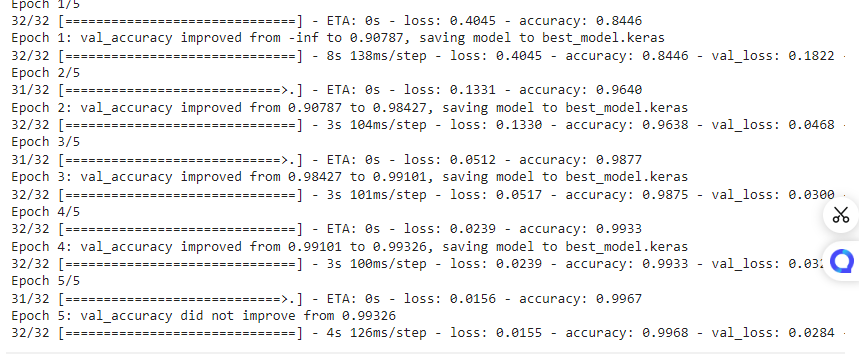 Epoch 1/5
32/32 [==============================] - ETA: 0s - loss: 0.4045 - accuracy: 0.8446
Epoch 1: val_accuracy improved from -inf to 0.90787, saving model to best_model.keras
32/32 [==============================] - 8s 138ms/step - loss: 0.4045 - accuracy: 0.8446 - val_loss: 0.1822 -
Epoch 2/5
31/32 [============================>.] - ETA: 0s - loss: 0.1331 - accuracy: 0.9640
Epoch 2: val_accuracy improved from 0.90787 to 0.98427, saving model to best_model.keras
32/32 [==============================] - 3s 104ms/step - loss: 0.1330 - accuracy: 0.9638 - val_loss: 0.0468 -
Epoch 3/5
31/32 [============================>.] - ETA: 0s - loss: 0.0512 - accuracy: 0.9877
Epoch 3: val_accuracy improved from 0.98427 to 0.99101, saving model to best_model.keras
32/32 [==============================] - 3s 101ms/step - loss: 0.0517 - accuracy: 0.9875 - val_loss: 0.0300 -
Epoch 4/5
32/32 [==============================] - ETA: 0s - loss: 0.0239 - accuracy: 0.9933
Epoch 4: val_accuracy improved from 0.99101 to 0.99326, saving model to best_model.keras
32/32 [==============================] - 3s 100ms/step - loss: 0.0239 - accuracy: 0.9933 - val_loss:
Epoch 5/5
31/32 [============================>.] - ETA: 0s - loss: 0.0156 - accuracy: 0.9967
Epoch 5: val_accuracy did not improve from 0.99326
32/32 [==============================] - 4s 126ms/step - loss: 0.0155 - accuracy: 0.9968 - val_loss: 0.0284 -